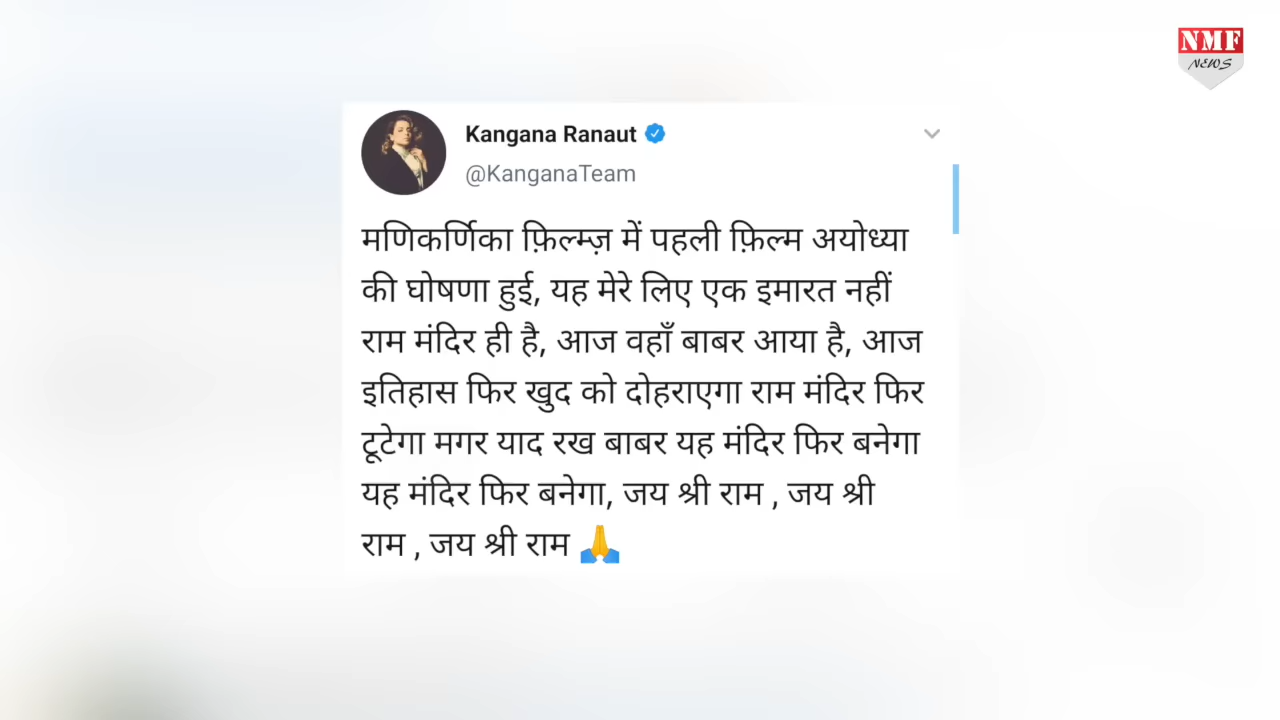 NMF
NEWS
Kangana Ranaut
@KanganaTeam
मणिकर्णिका फ़िल्म्ज़ में पहली फ़िल्म अयोध्या
की घोषणा हुई, यह मेरे लिए एक इमारत नहीं
राम मंदिर ही है, आज वहाँ बाबर आया है, आज
इतिहास फिर खुद को दोहराएगा राम मंदिर फिर
टूटेगा मगर याद रख बाबर यह मंदिर फिर बनेगा
यह मंदिर फिर बनेगा, जय श्री राम , जय श्री
राम , जय श्री राम 🙏